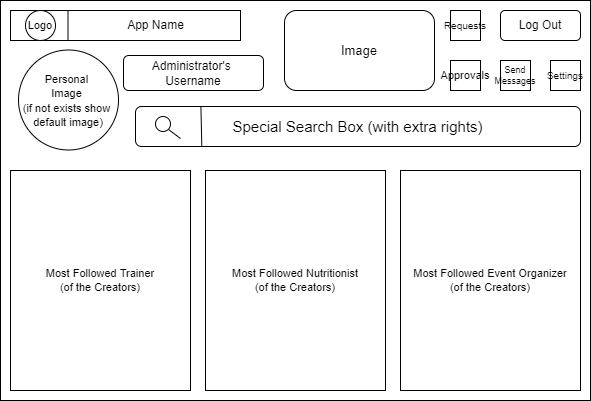 Logo
App Name
Image
Requests
Log Out
Administrator's
Username
Approvals
Send
Messages
Settings
Personal
Image
(if not exists show
default image)
Special Search Box (with extra rights)
Most Followed Trainer
(of the Creators)
Most Followed Nutritionist
(of the Creators)
Most Followed Event Organizer
(of the Creators)